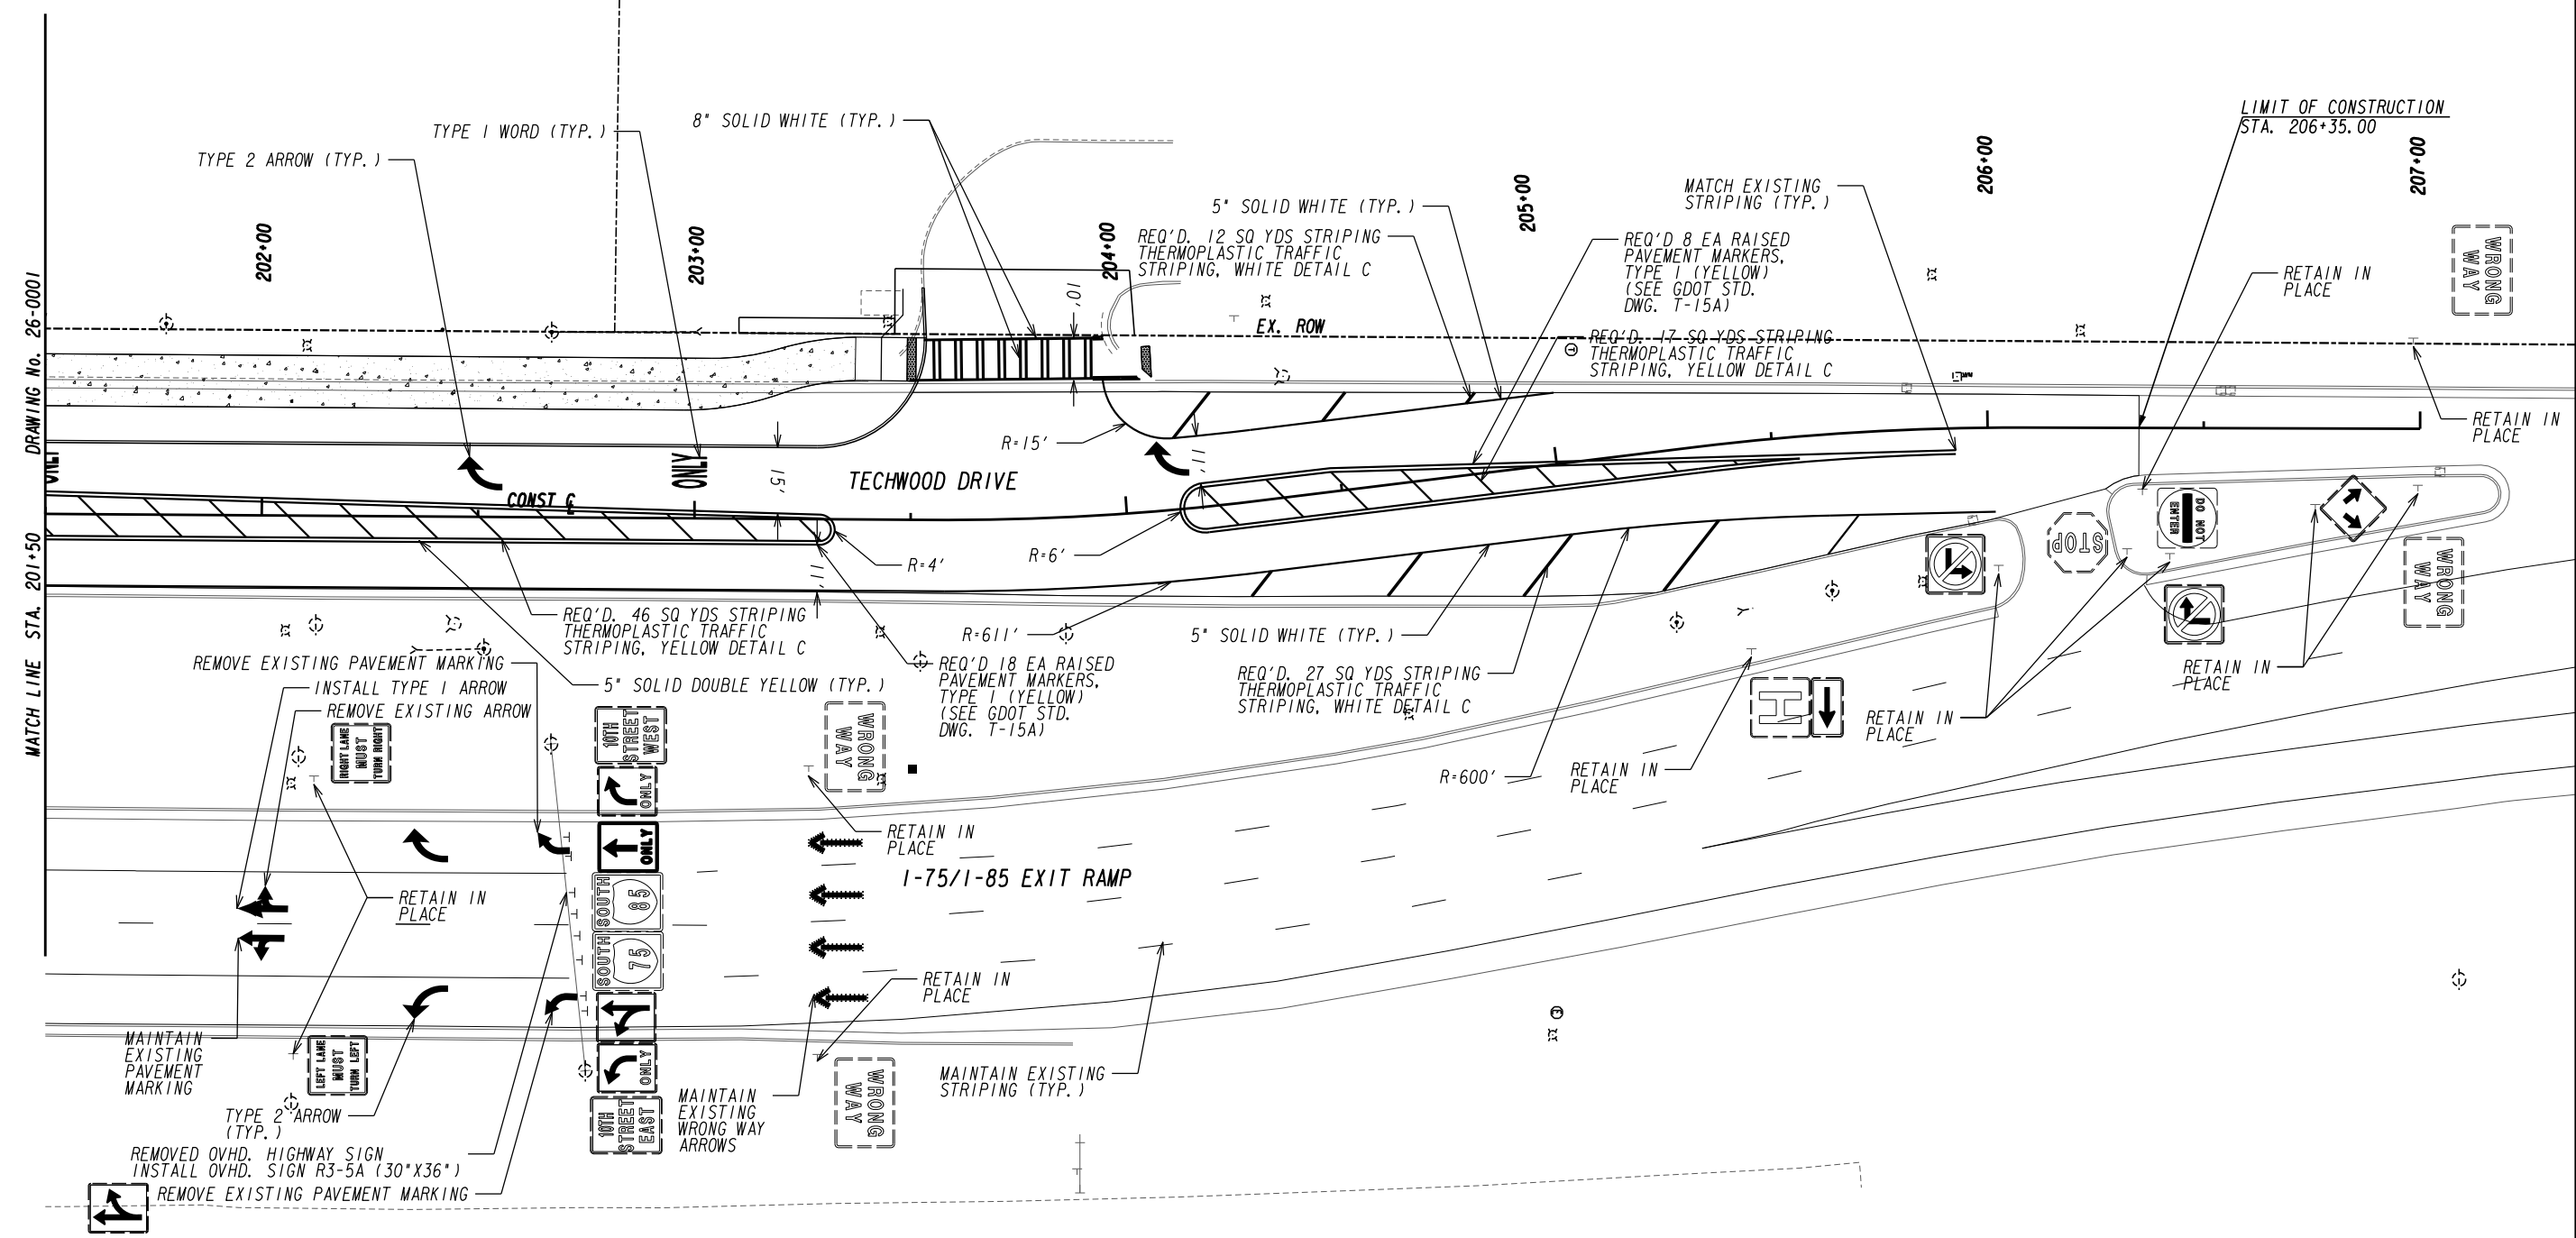 TYPE 2 ARROW (TYP.)
TYPE 1 WORD (TYP.)
8" SOLID WHITE (TYP.)
5" SOLID WHITE (TYP.)
REQ'D. 12 SQ YDS STRIPING
THERMOPLASTIC TRAFFIC
STRIPING, WHITE DETAIL C
MATCH EXISTING
STRIPING (TYP.)
REQ'D 8 EA RAISED
PAVEMENT MARKERS,
TYPE 1 (YELLOW)
(SEE GDOT STD.
DWG. T-15A)
REQ'D. 17 SQ YDS STRIPING
THERMOPLASTIC TRAFFIC
STRIPING, YELLOW DETAIL C
LIMIT OF CONSTRUCTION
STA. 206+35.00
202+00
203+00
204+00
205+00
206+00
207+00
RETAIN IN
PLACE
WRONG
WAY
RETAIN IN
PLACE
EX. ROW
10'
R=15'
11'
15'
ONLY
ONLY
TECHWOOD DRIVE
CONST ℄
R=4'
R=6'
11'
R=611'
R=600'
MATCH LINE STA. 201+50 DRAWING No. 26-0001
REQ'D. 46 SQ YDS STRIPING
THERMOPLASTIC TRAFFIC
STRIPING, YELLOW DETAIL C
5" SOLID DOUBLE YELLOW (TYP.)
REQ'D 18 EA RAISED
PAVEMENT MARKERS,
TYPE 1 (YELLOW)
(SEE GDOT STD.
DWG. T-15A)
5" SOLID WHITE (TYP.)
REQ'D. 27 SQ YDS STRIPING
THERMOPLASTIC TRAFFIC
STRIPING, WHITE DETAIL C
STOP
DO NOT
ENTER
WRONG
WAY
RETAIN IN
PLACE
RETAIN IN
PLACE
RETAIN IN
PLACE
H
REMOVE EXISTING PAVEMENT MARKING
INSTALL TYPE 1 ARROW
REMOVE EXISTING ARROW
RIGHT LANE
MUST
TURN RIGHT
10TH
STREET
WEST
ONLY
ONLY
SOUTH
85
SOUTH
75
ONLY
10TH
STREET
EAST
WRONG
WAY
RETAIN IN
PLACE
I-75/I-85 EXIT RAMP
RETAIN IN
PLACE
RETAIN IN
PLACE
WRONG
WAY
MAINTAIN EXISTING
STRIPING (TYP.)
MAINTAIN
EXISTING
WRONG WAY
ARROWS
MAINTAIN
EXISTING
PAVEMENT
MARKING
LEFT LANE
MUST
TURN LEFT
TYPE 2 ARROW
(TYP.)
REMOVED OVHD. HIGHWAY SIGN
INSTALL OVHD. SIGN R3-5A (30"X36")
REMOVE EXISTING PAVEMENT MARKING